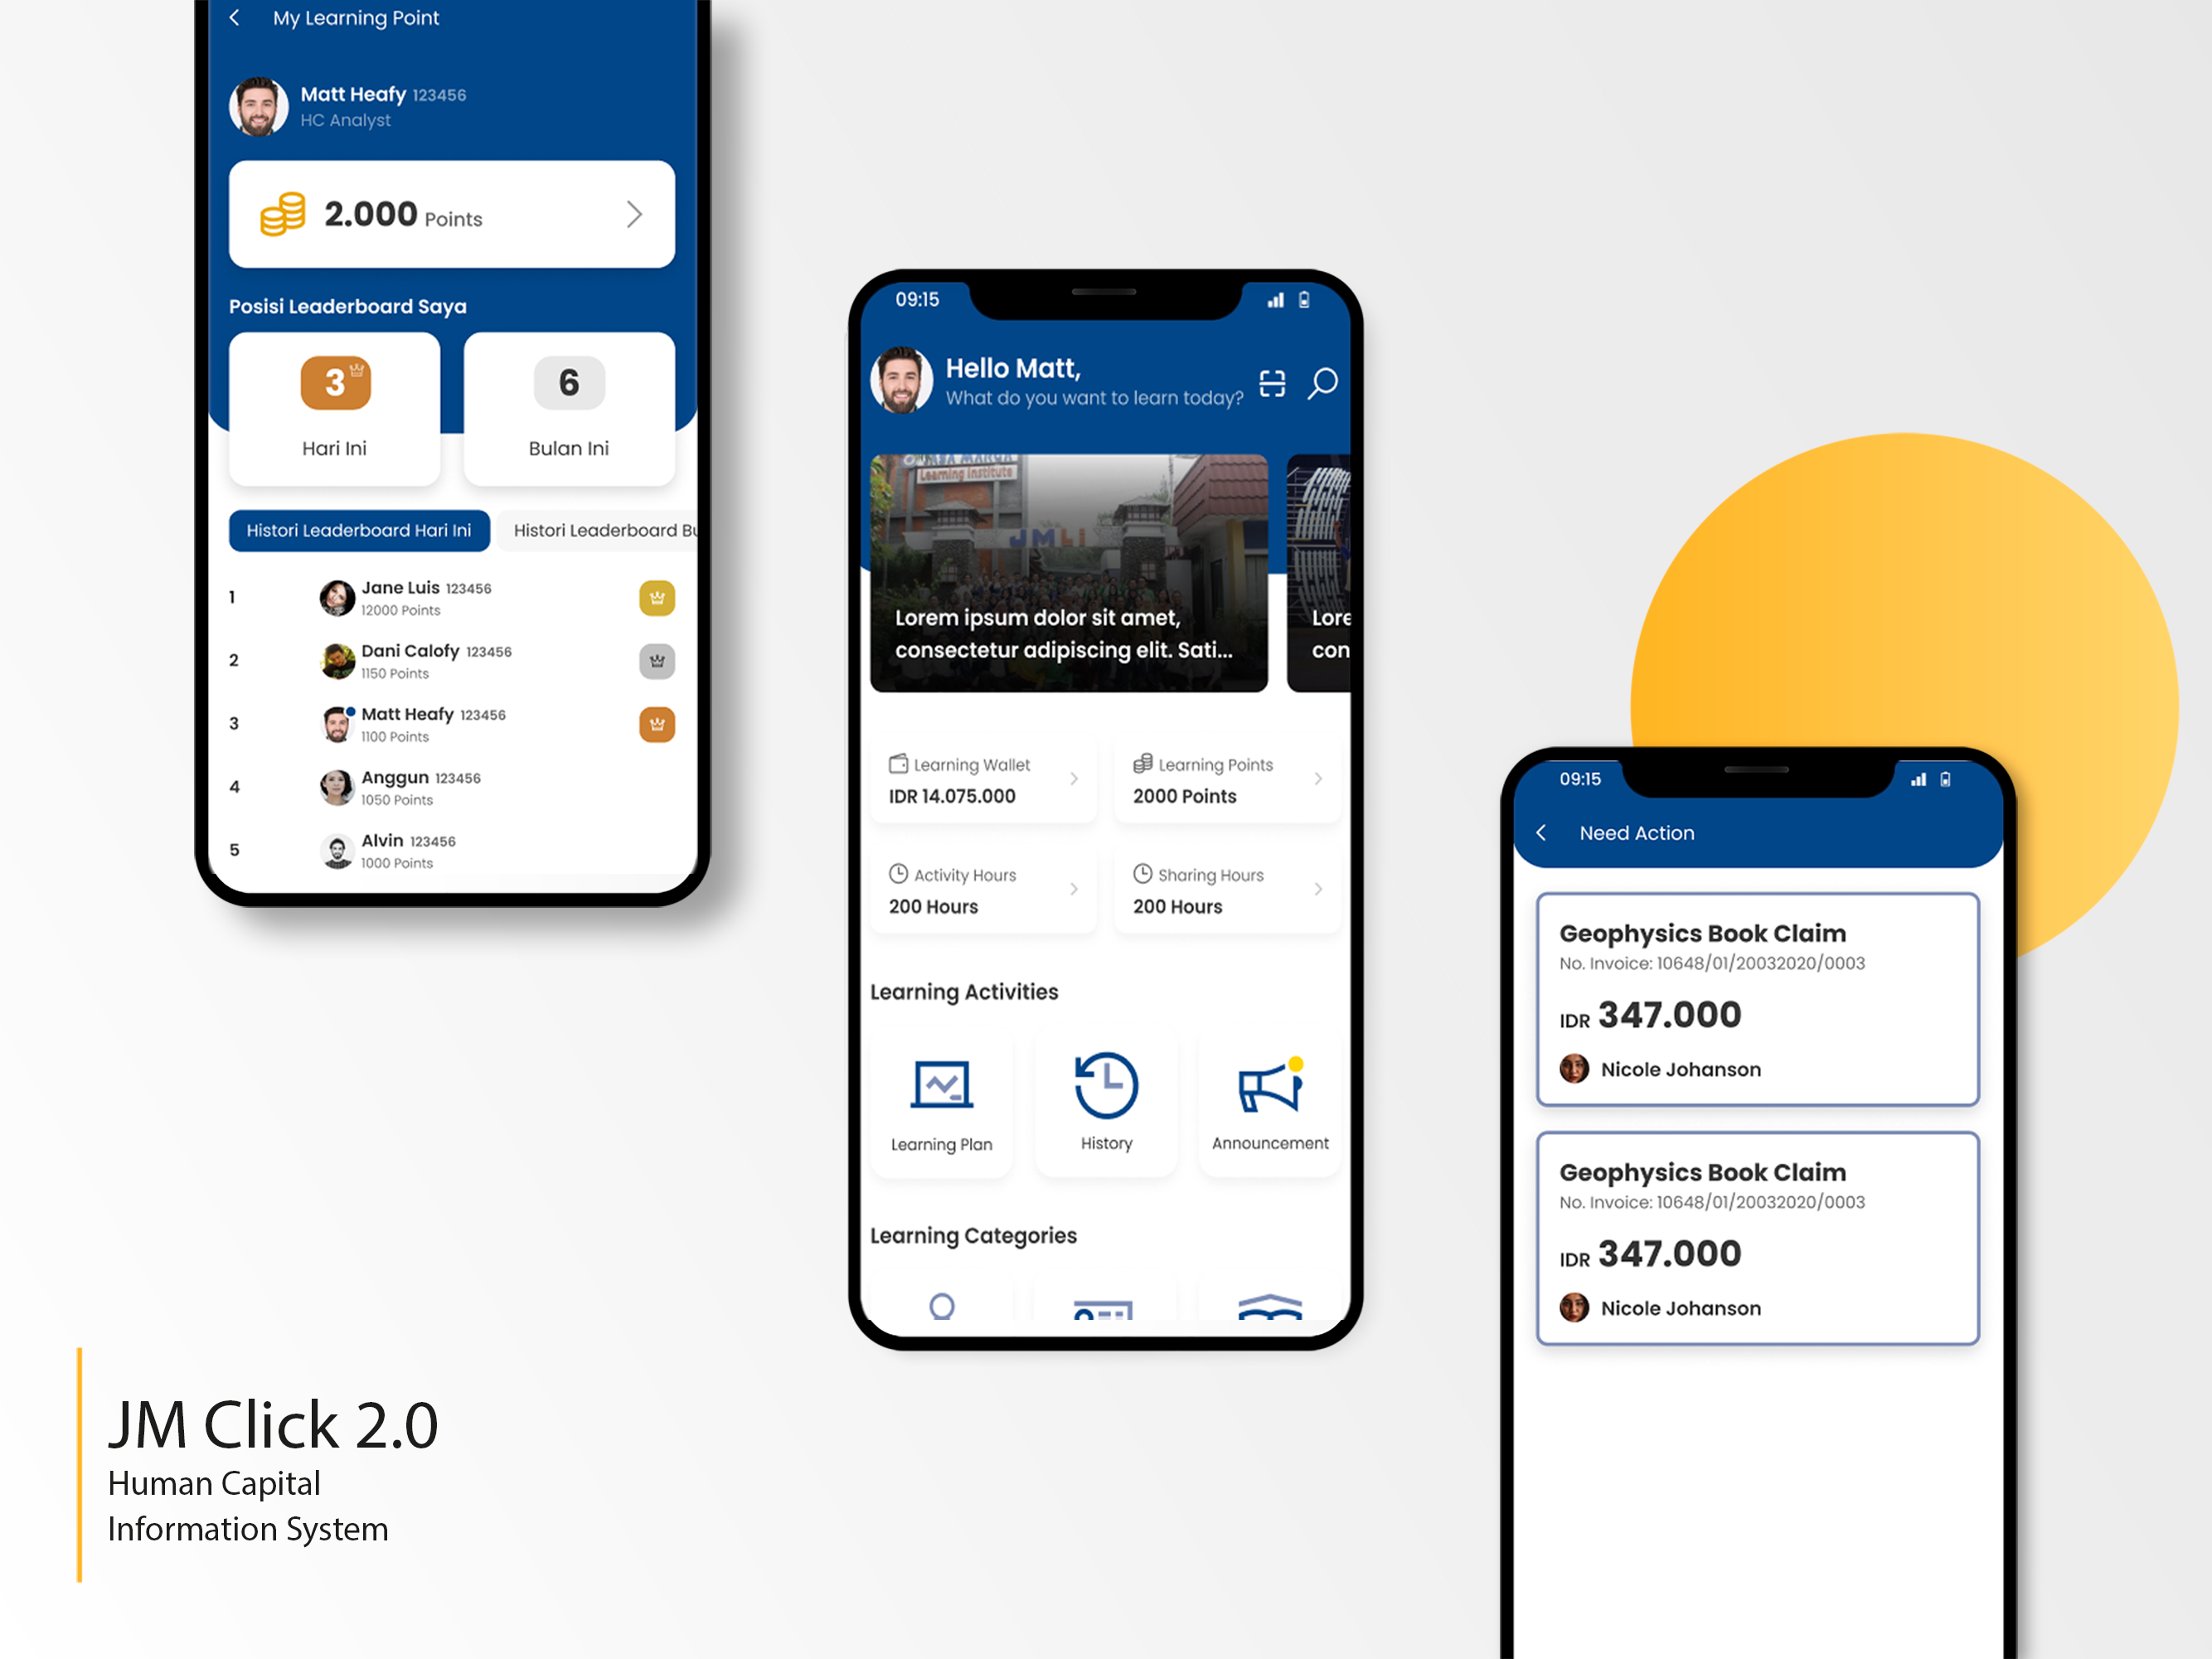 My Learning Point
Matt Heafy 123456
HC Analyst
2.000 Points
Posisi Leaderboard Saya
3
Hari Ini
6
Bulan Ini
Histori Leaderboard Hari Ini
Histori Leaderboard
1
Jane Luis 123456
12000 Points
2
Dani Calofy 123456
1150 Points
3
Matt Heafy 123456
1100 Points
4
Anggun 123456
1050 Points
5
Alvin 123456
1000 Points
09:15
Hello Matt,
What do you want to learn today?
Learning Institute
JMLI
Lorem ipsum dolor sit amet,
consectetur adipiscing elit. Sati...
Lore
con
Learning Wallet
IDR 14.075.000
Learning Points
2000 Points
Activity Hours
200 Hours
Sharing Hours
200 Hours
Learning Activities
Learning Plan
History
Announcement
Learning Categories
09:15
Need Action
Geophysics Book Claim
No. Invoice: 10648/01/20032020/0003
IDR 347.000
Nicole Johanson
Geophysics Book Claim
No. Invoice: 10648/01/20032020/0003
IDR 347.000
Nicole Johanson
JM Click 2.0
Human Capital
Information System